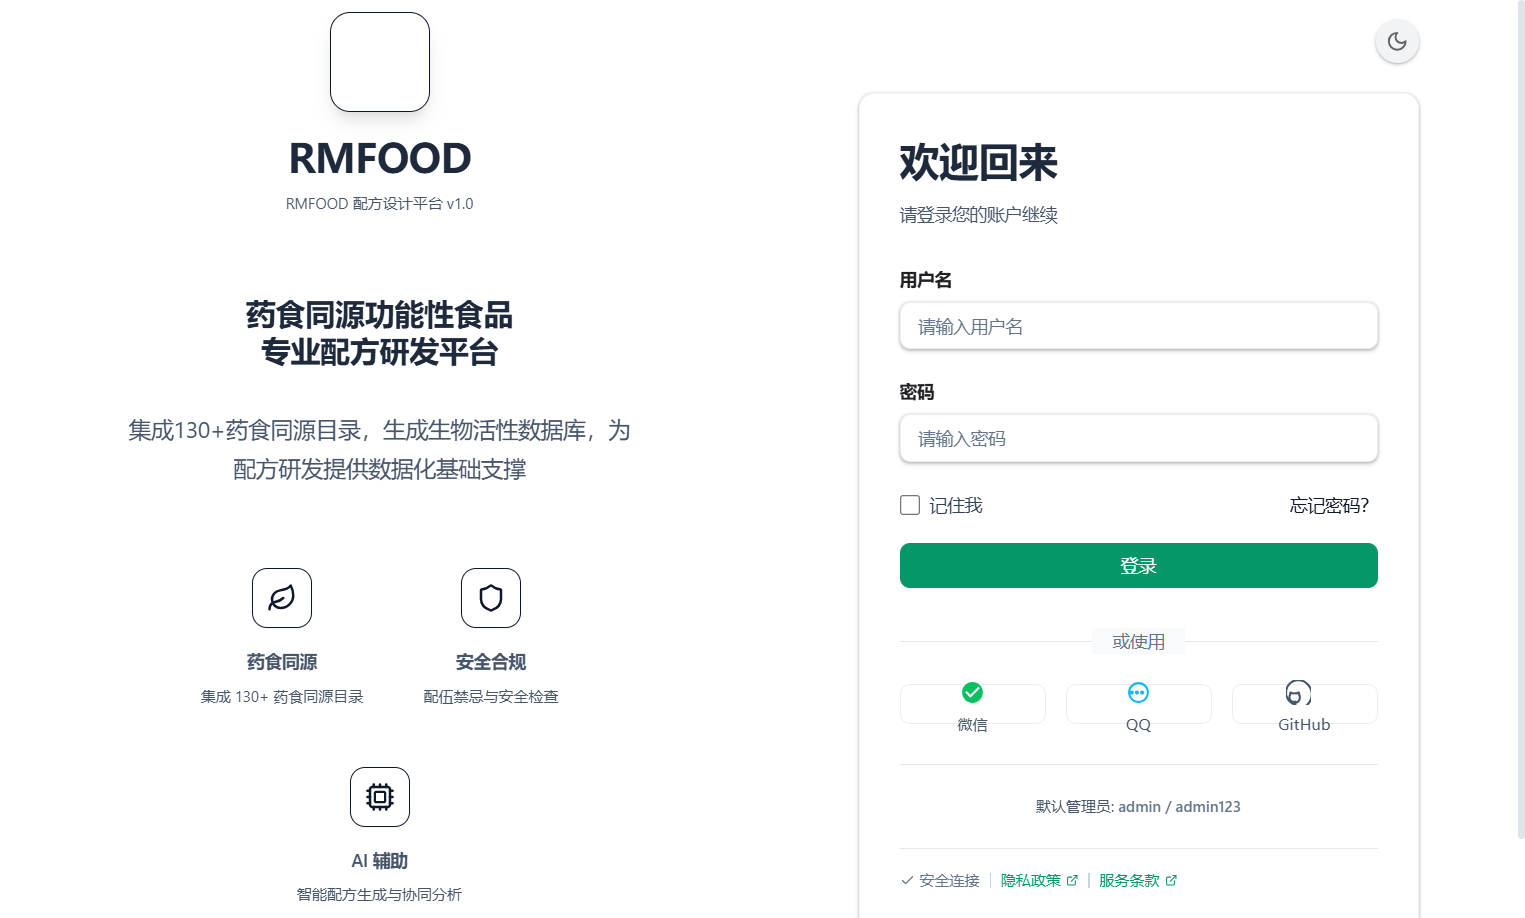 RMFOOD
RMFOOD 配方设计平台 v1.0
药食同源功能性食品
专业配方研发平台
集成130+药食同源目录，生成生物活性数据库，为
配方研发提供数据化基础支撑
药食同源
集成 130+ 药食同源目录
安全合规
配伍禁忌与安全检查
AI 辅助
智能配方生成与协同分析
欢迎回来
请登录您的账户继续
用户名
请输入用户名
密码
请输入密码
记住我
忘记密码?
登录
或使用
微信
QQ
GitHub
默认管理员: admin / admin123
安全连接 | 隐私政策 | 服务条款